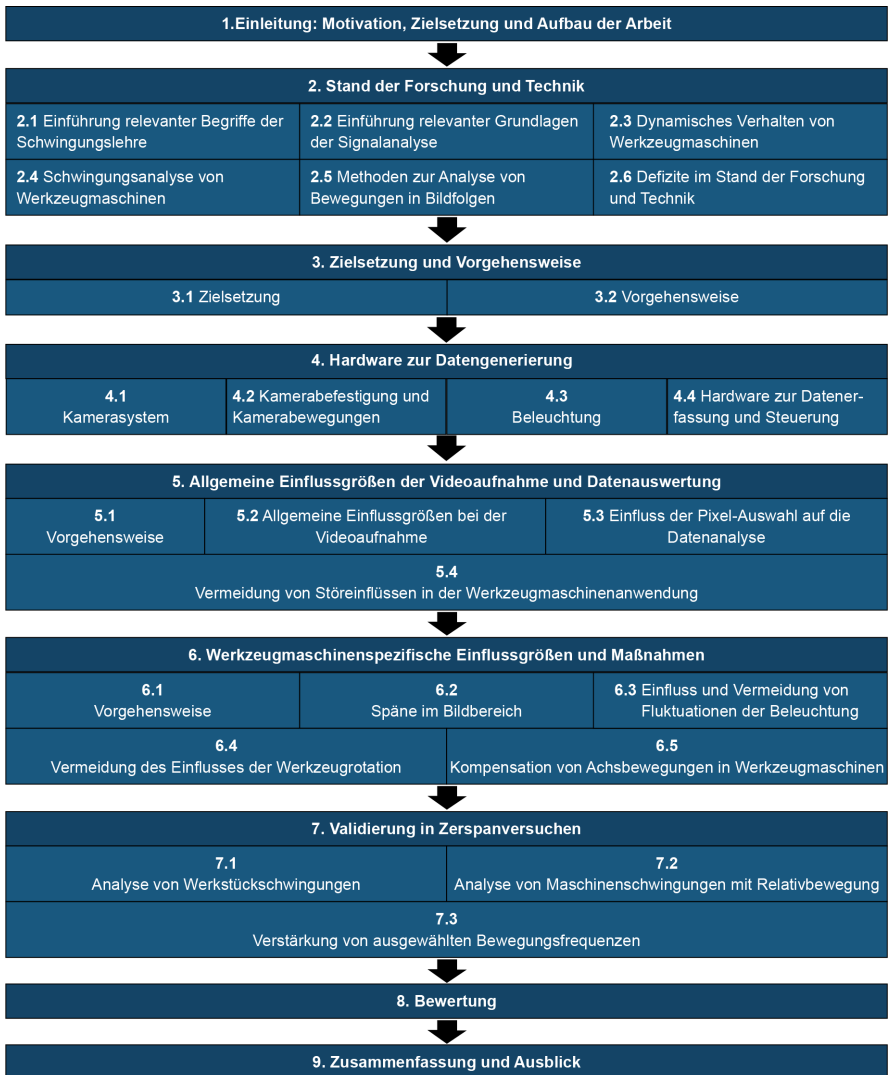 1.Einleitung: Motivation, Zielsetzung und Aufbau der Arbeit
2. Stand der Forschung und Technik
2.1 Einführung relevanter Begriffe der
Schwingungslehre
2.2 Einführung relevanter Grundlagen
der Signalanalyse
2.3 Dynamisches Verhalten von
Werkzeugmaschinen
2.4 Schwingungsanalyse von
Werkzeugmaschinen
2.5 Methoden zur Analyse von
Bewegungen in Bildfolgen
2.6 Defizite im Stand der Forschung
und Technik
3. Zielsetzung und Vorgehensweise
3.1 Zielsetzung
3.2 Vorgehensweise
4. Hardware zur Datengenerierung
4.1
Kamerasystem
4.2 Kamerabefestigung und
Kamerabewegungen
4.3
Beleuchtung
4.4 Hardware zur Datener-
fassung und Steuerung
5. Allgemeine Einflussgrößen der Videoaufnahme und Datenauswertung
5.1
Vorgehensweise
5.2 Allgemeine Einflussgrößen bei der
Videoaufnahme
5.3 Einfluss der Pixel-Auswahl auf die
Datenanalyse
5.4
Vermeidung von Störeinflüssen in der Werkzeugmaschinenanwendung
6. Werkzeugmaschinenspezifische Einflussgrößen und Maßnahmen
6.1
Vorgehensweise
6.2
Späne im Bildbereich
6.3 Einfluss und Vermeidung von
Fluktuationen der Beleuchtung
6.4
Vermeidung des Einflusses der Werkzeugrotation
6.5
Kompensation von Achsbewegungen in Werkzeugmaschinen
7. Validierung in Zerspanversuchen
7.1
Analyse von Werkstückschwingungen
7.2
Analyse von Maschinenschwingungen mit Relativbewegung
7.3
Verstärkung von ausgewählten Bewegungsfrequenzen
8. Bewertung
9. Zusammenfassung und Ausblick